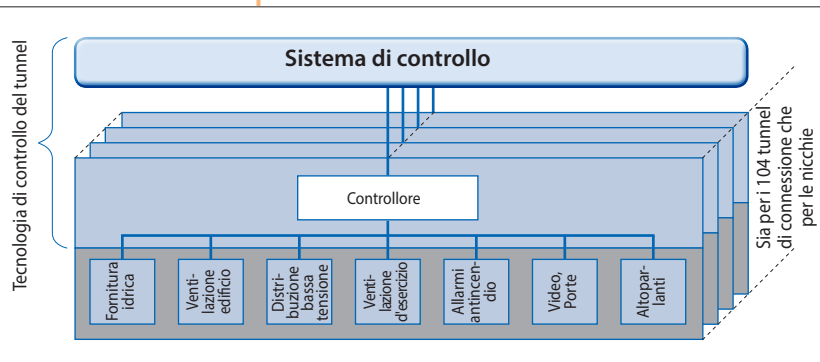 Sistema di controllo
Tecnologia di controllo del tunnel
Controllore
Fornitura
idrica
Venti-
lazione
edificio
Distri-
buzione
bassa
tensione
Venti-
lazione
d'esercizio
Allarmi
antincen-
dio
Video,
Porte
Altopar-
lanti
Sia per i 104 tunnel
di connessione che
per le nicchie